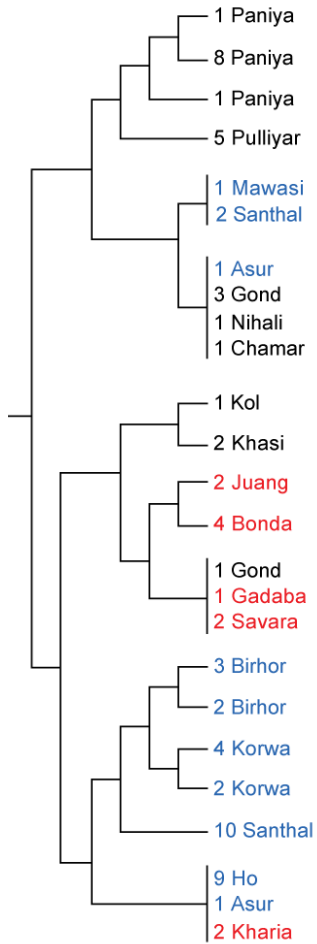 1 Paniya
8 Paniya
1 Paniya
5 Pulliyar
1 Mawasi
2 Santhal
1 Asur
3 Gond
1 Nihali
1 Chamar
1 Kol
2 Khasi
2 Juang
4 Bonda
1 Gond
1 Gadaba
2 Savara
3 Birhor
2 Birhor
4 Korwa
2 Korwa
10 Santhal
9 Ho
1 Asur
2 Kharia